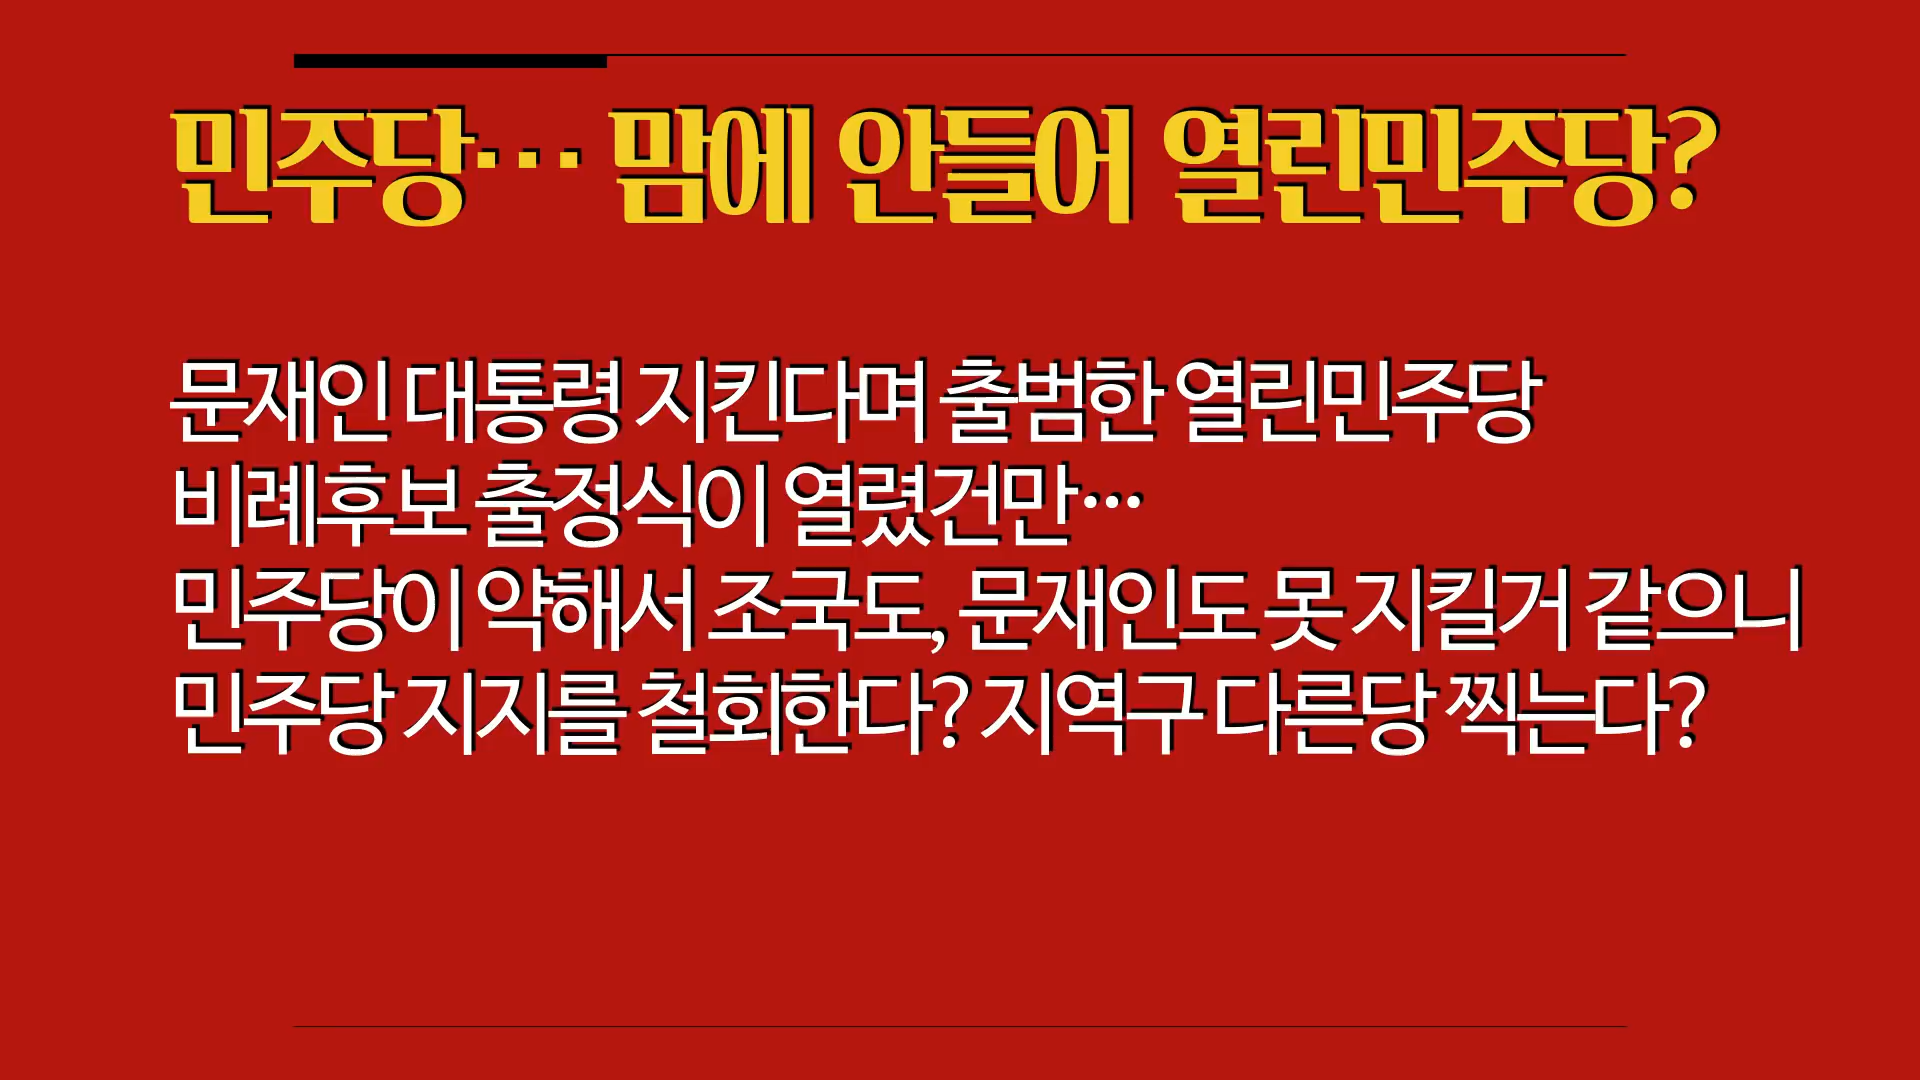 민주당… 맘에 안들어 열린민주당?
문재인 대통령 지킨다며 출범한 열린민주당
비례후보 출정식이 열렸건만…
민주당이 약해서 조국도, 문재인도 못 지킬거 같으니
민주당 지지를 철회한다? 지역구 다른당 찍는다?